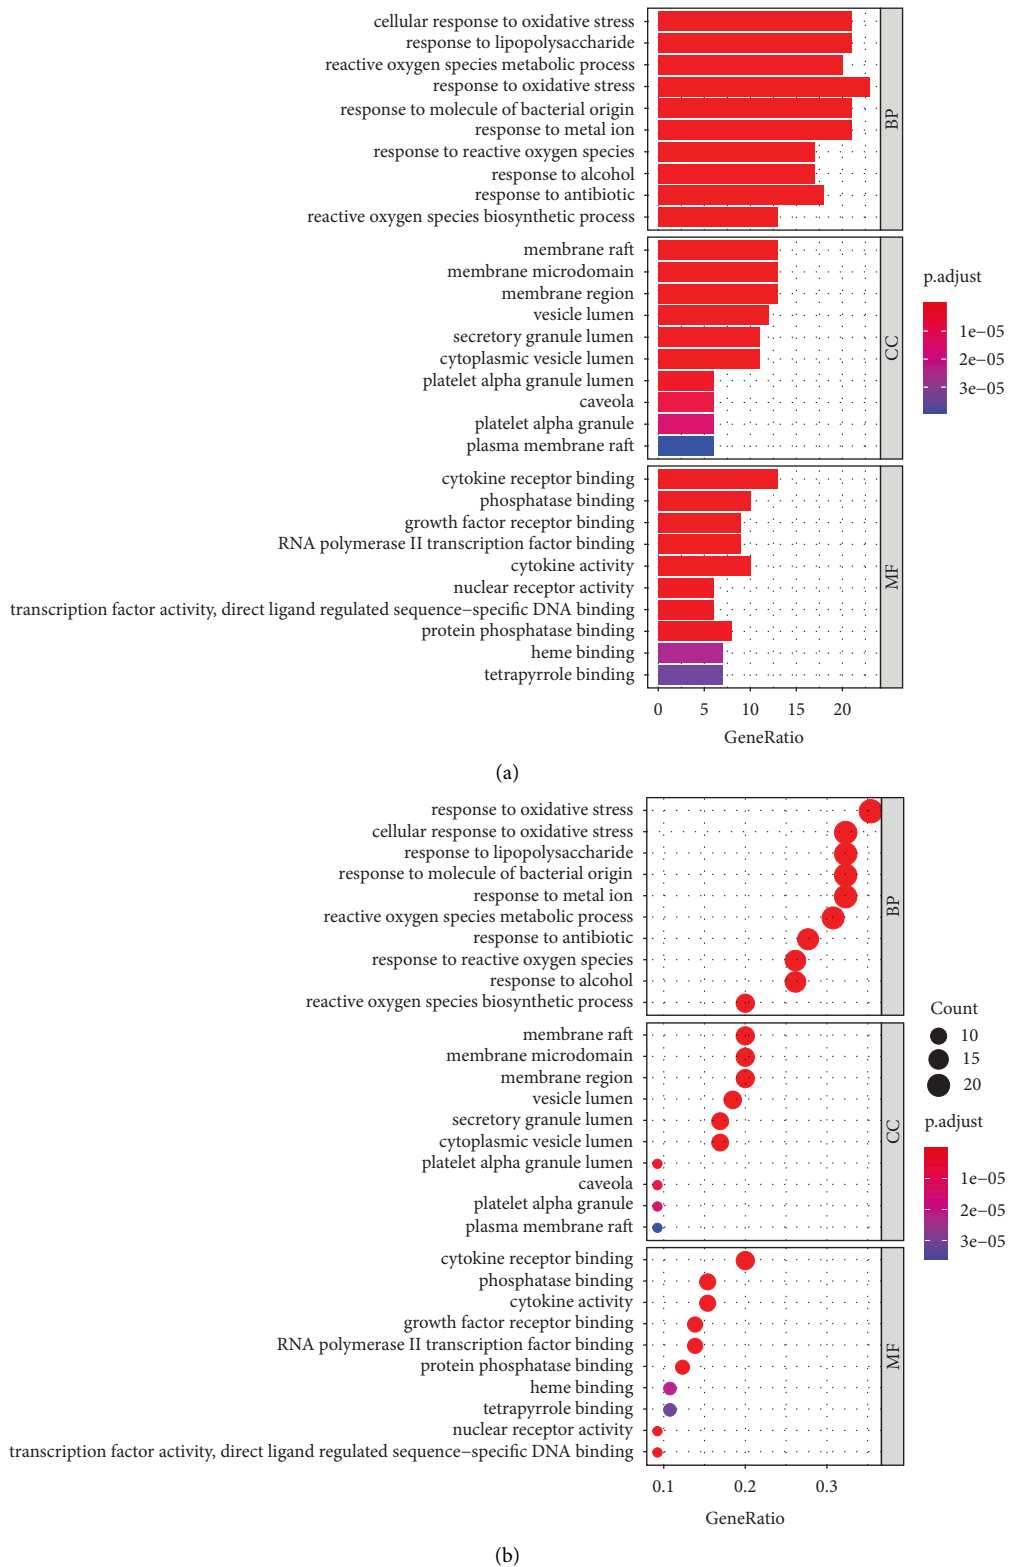 cellular response to oxidative stress
response to lipopolysaccharide
reactive oxygen species metabolic process
response to oxidative stress
response to molecule of bacterial origin
response to metal ion
response to reactive oxygen species
response to alcohol
response to antibiotic
reactive oxygen species biosynthetic process
BP
membrane raft
membrane microdomain
membrane region
vesicle lumen
secretory granule lumen
cytoplasmic vesicle lumen
platelet alpha granule lumen
caveola
platelet alpha granule
plasma membrane raft
CC
cytokine receptor binding
phosphatase binding
growth factor receptor binding
RNA polymerase II transcription factor binding
cytokine activity
nuclear receptor activity
transcription factor activity, direct ligand regulated sequence−specific DNA binding
protein phosphatase binding
heme binding
tetrapyrrole binding
MF
0 5 10 15 20
GeneRatio
p.adjust
1e−05
2e−05
3e−05
(a)
response to oxidative stress
cellular response to oxidative stress
response to lipopolysaccharide
response to molecule of bacterial origin
response to metal ion
reactive oxygen species metabolic process
response to antibiotic
response to reactive oxygen species
response to alcohol
reactive oxygen species biosynthetic process
BP
membrane raft
membrane microdomain
membrane region
vesicle lumen
secretory granule lumen
cytoplasmic vesicle lumen
platelet alpha granule lumen
caveola
platelet alpha granule
plasma membrane raft
CC
cytokine receptor binding
phosphatase binding
cytokine activity
growth factor receptor binding
RNA polymerase II transcription factor binding
protein phosphatase binding
heme binding
tetrapyrrole binding
nuclear receptor activity
transcription factor activity, direct ligand regulated sequence−specific DNA binding
MF
0.1 0.2 0.3
GeneRatio
Count
10
15
20
p.adjust
1e−05
2e−05
3e−05
(b)